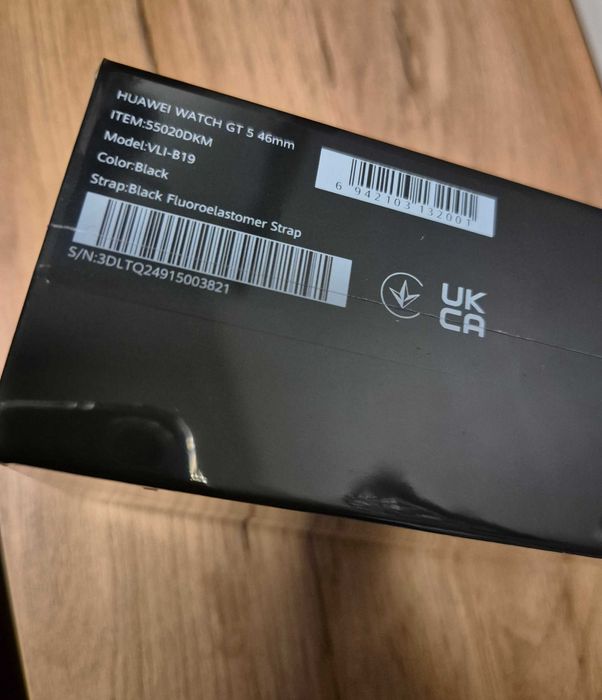 HUAWEI WATCH GT 5 46mm
ITEM:55020DKM
Model:VLI-B19
Color:Black
Strap:Black Fluoroelastomer Strap
S/N:3DLTQ24915003821
6 942103 132001
UK
CA